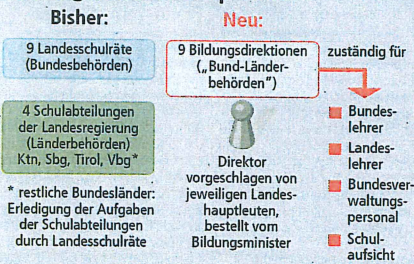 Bisher:
9 Landesschulräte
(Bundesbehörden)
4 Schulabteilungen
der Landesregierung
(Länderbehörden)
Ktn, Sbg, Tirol, Vbg*
* restliche Bundesländer:
Erledigung der Aufgaben
der Schulabteilungen
durch Landesschulräte
Neu:
9 Bildungsdirektionen
(„Bund-Länder-
behörden")
Direktor
vorgeschlagen von
jeweiligen Landes-
hauptleuten,
bestellt vom
Bildungsminister
zuständig für
Bundes-
lehrer
Landes-
lehrer
Bundesver-
waltungs-
personal
Schul-
aufsicht